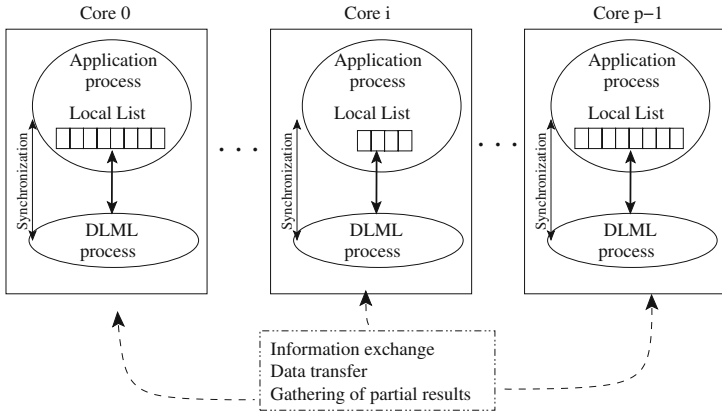 Core 0
Core i
Core p−1
Application
process
Local List
Synchronization
DLML
process
. . .
Application
process
Local List
Synchronization
DLML
process
. . .
Application
process
Local List
Synchronization
DLML
process
Information exchange
Data transfer
Gathering of partial results